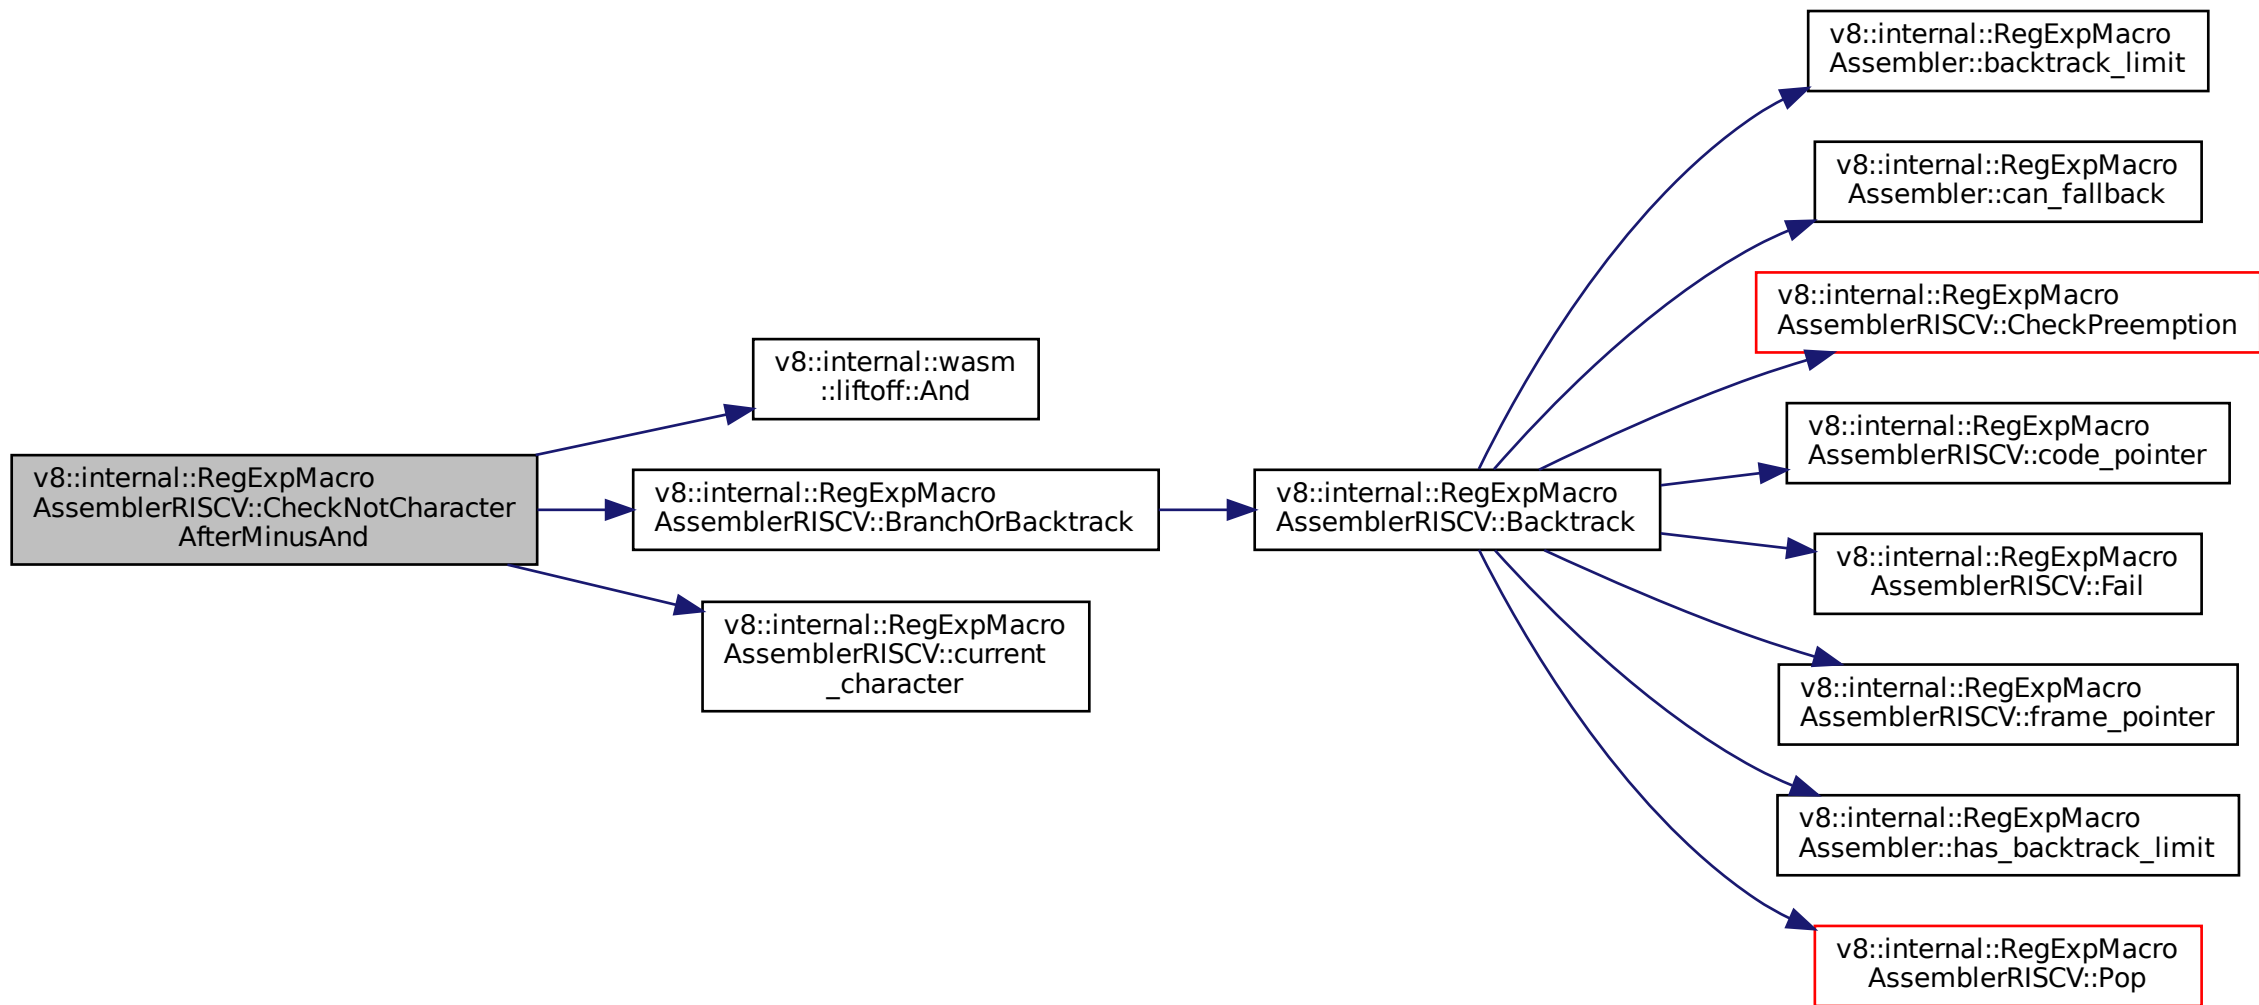 v8::internal::RegExpMacro
AssemblerRISCV::CheckNotCharacter
AfterMinusAnd
v8::internal::wasm
::liftoff::And
v8::internal::RegExpMacro
AssemblerRISCV::BranchOrBacktrack
v8::internal::RegExpMacro
AssemblerRISCV::current
_character
v8::internal::RegExpMacro
AssemblerRISCV::Backtrack
v8::internal::RegExpMacro
Assembler::backtrack_limit
v8::internal::RegExpMacro
Assembler::can_fallback
v8::internal::RegExpMacro
AssemblerRISCV::CheckPreemption
v8::internal::RegExpMacro
AssemblerRISCV::code_pointer
v8::internal::RegExpMacro
AssemblerRISCV::Fail
v8::internal::RegExpMacro
AssemblerRISCV::frame_pointer
v8::internal::RegExpMacro
Assembler::has_backtrack_limit
v8::internal::RegExpMacro
AssemblerRISCV::Pop